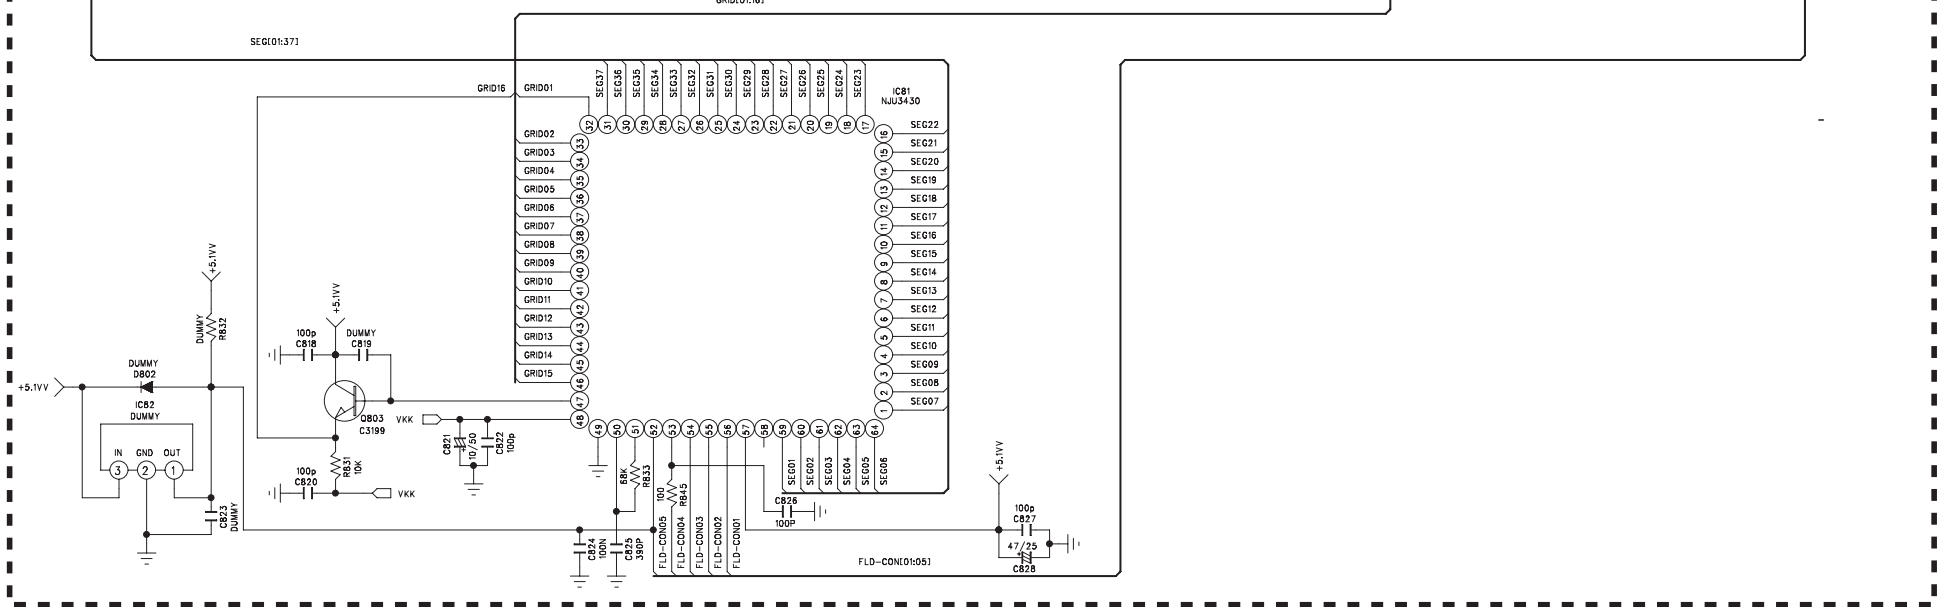 GRID[01:16]
SEG[01:37]
GRID16
GRID01
SEG37
SEG36
SEG35
SEG34
SEG33
SEG32
SEG31
SEG30
SEG29
SEG28
SEG27
SEG26
SEG25
SEG24
SEG23
IC81
NJU3430
32
31
30
29
28
27
26
25
24
23
22
21
20
19
18
17
GRID02
GRID03
GRID04
GRID05
GRID06
GRID07
GRID08
GRID09
GRID10
GRID11
GRID12
GRID13
GRID14
GRID15
33
34
35
36
37
38
39
40
41
42
43
44
45
46
47
48
16
15
14
13
12
11
10
9
8
7
6
5
4
3
2
1
SEG22
SEG21
SEG20
SEG19
SEG18
SEG17
SEG16
SEG15
SEG14
SEG13
SEG12
SEG11
SEG10
SEG09
SEG08
SEG07
+5.1VV
DUMMY
R832
+5.1VV
100p
C818
DUMMY
C819
DUMMY
D802
+5.1VV
IC82
DUMMY
IN
GND
OUT
3
2
1
Q803
C3199
VKK
C821
10/50
C822
100p
R831
10K
100p
C820
VKK
C823
DUMMY
49
50
51
52
53
54
55
56
57
58
59
60
61
62
63
64
68K
R833
100
R845
SEG01
SEG02
SEG03
SEG04
SEG05
SEG06
C826
100P
C824
100N
C825
390P
FLD-CON05
FLD-CON04
FLD-CON03
FLD-CON02
FLD-CON01
+5.1VV
100p
C827
47/25
C828
FLD-CON[01:05]